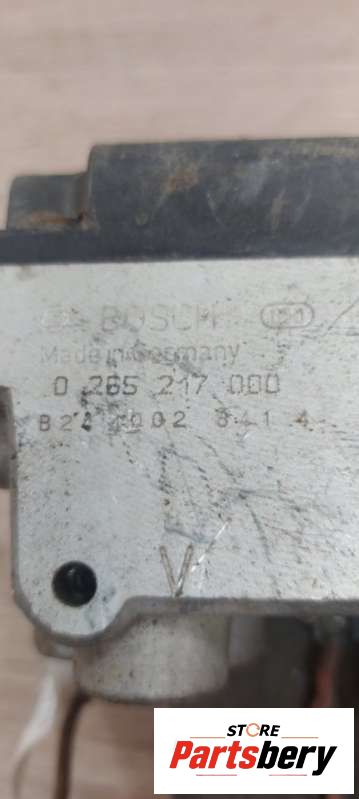 BOSCH
Made in Germany
0 265 217 000
V
STORE
Partsbery